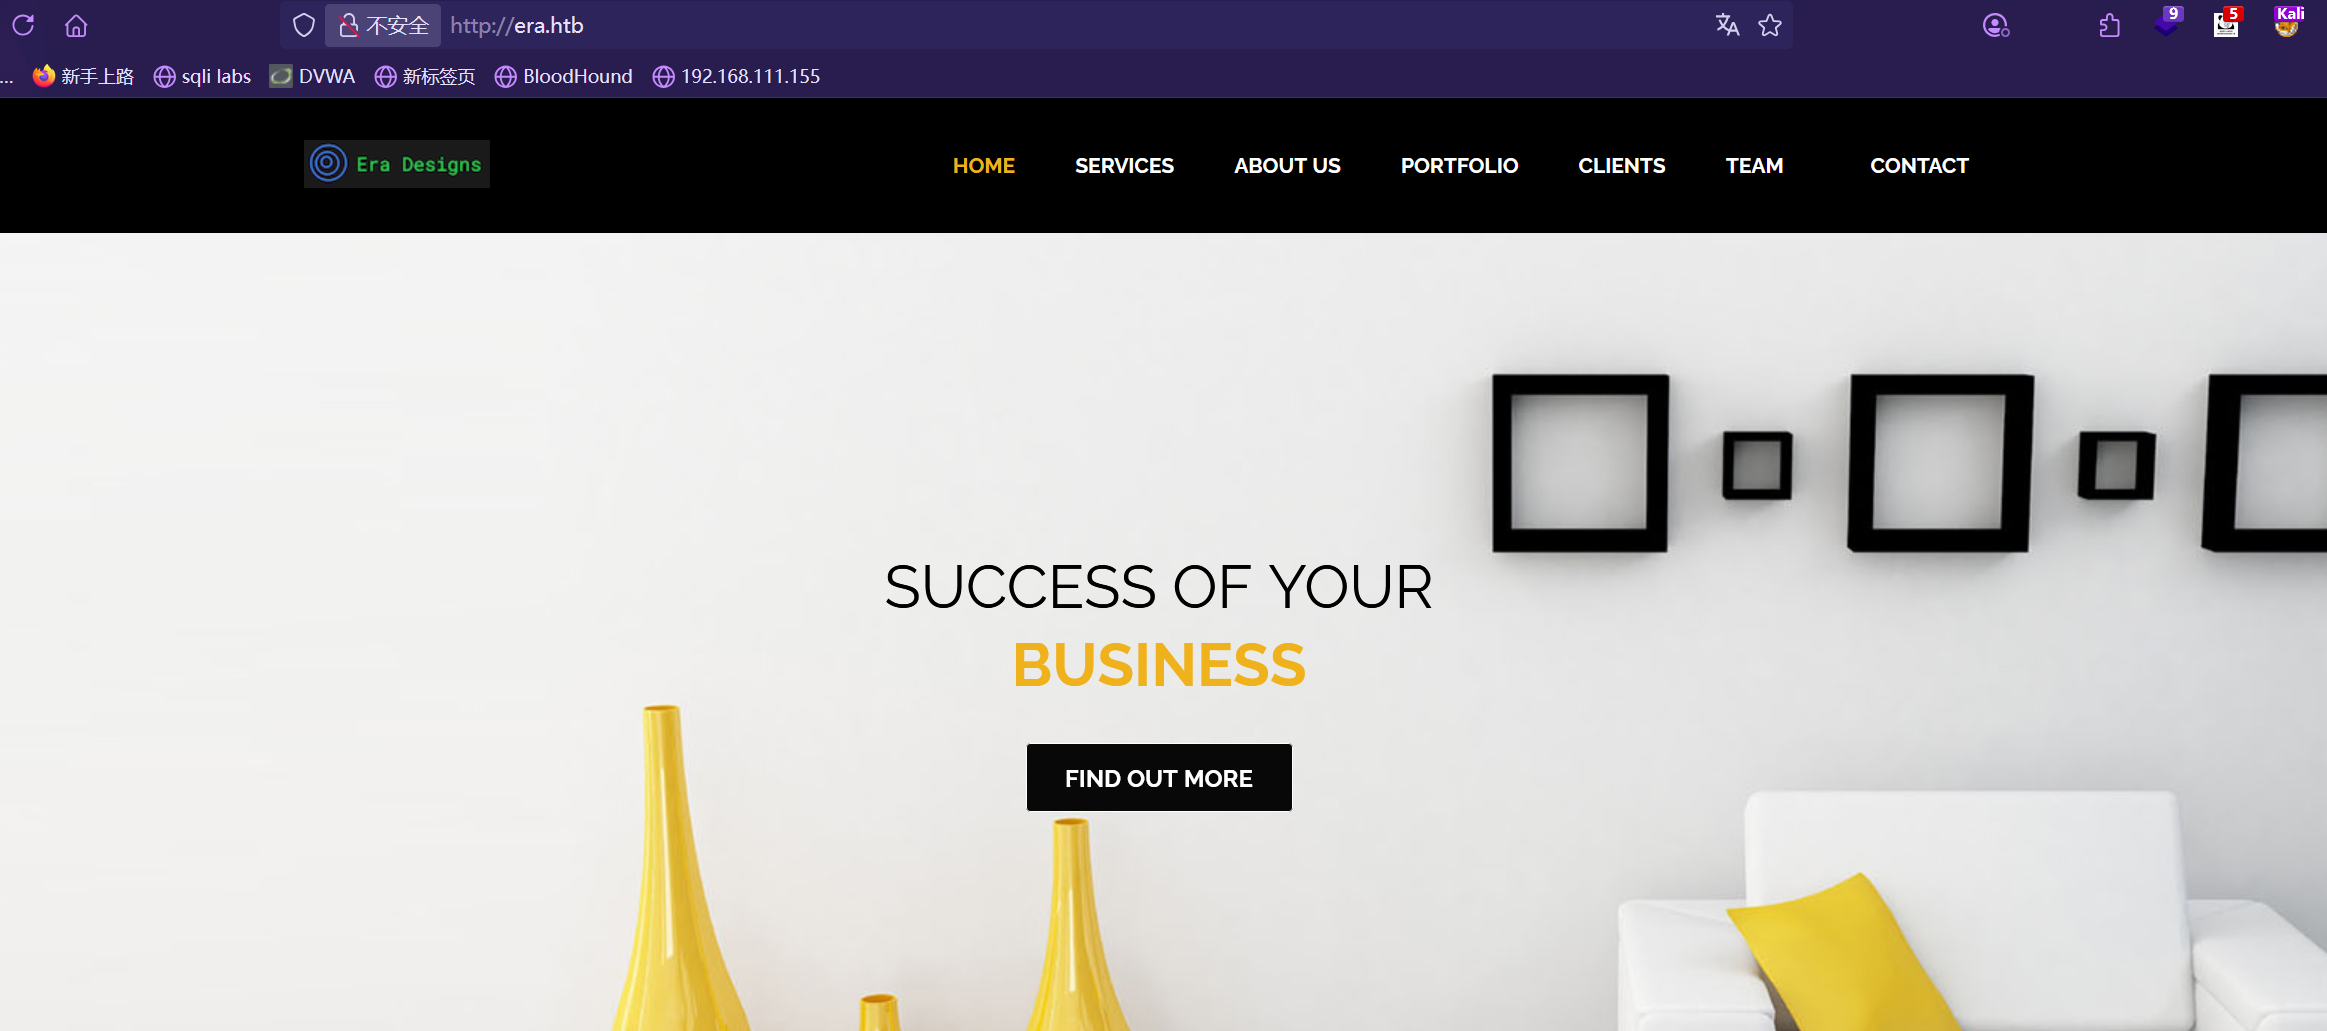 不安全 http://era.htb
9 5 Kali
... 新手上路 sqli labs DVWA 新标签页 BloodHound 192.168.111.155
Era Designs HOME SERVICES ABOUT US PORTFOLIO CLIENTS TEAM CONTACT
SUCCESS OF YOUR
BUSINESS
FIND OUT MORE